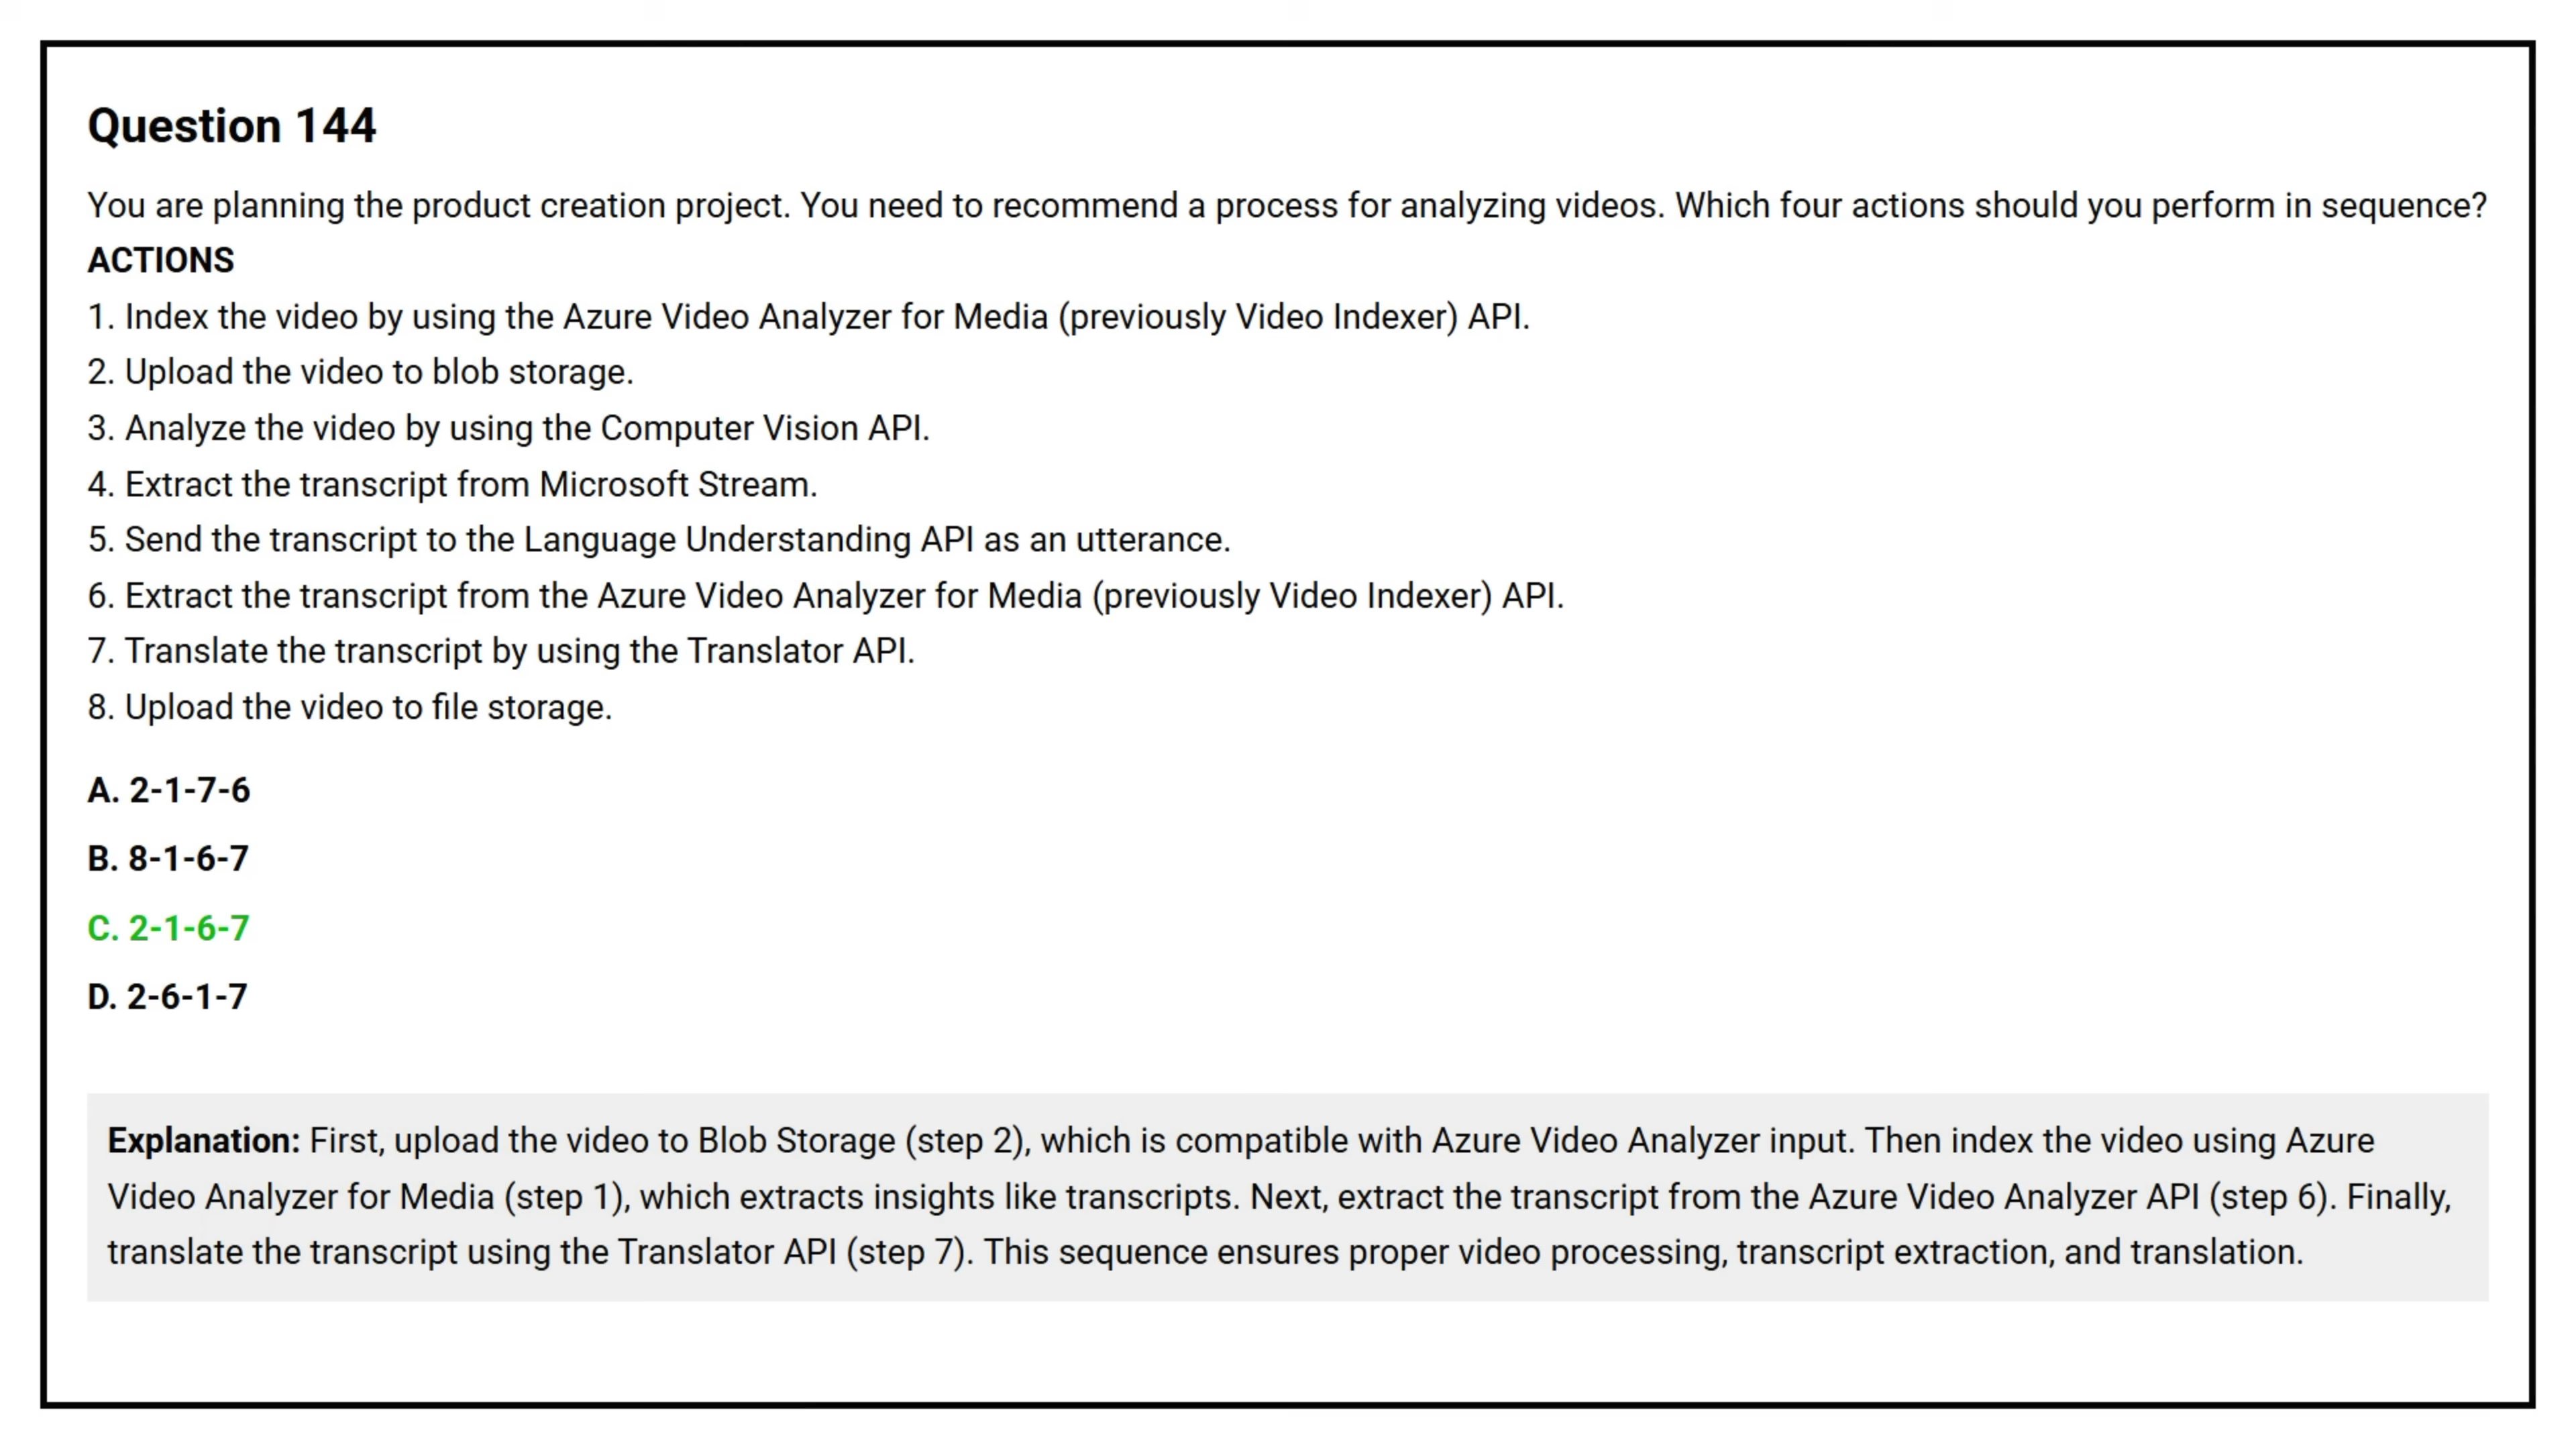 Question 144
You are planning the product creation project. You need to recommend a process for analyzing videos. Which four actions should you perform in sequence?
ACTIONS
1. Index the video by using the Azure Video Analyzer for Media (previously Video Indexer) API.
2. Upload the video to blob storage.
3. Analyze the video by using the Computer Vision API.
4. Extract the transcript from Microsoft Stream.
5. Send the transcript to the Language Understanding API as an utterance.
6. Extract the transcript from the Azure Video Analyzer for Media (previously Video Indexer) API.
7. Translate the transcript by using the Translator API.
8. Upload the video to file storage.
A. 2-1-7-6
B. 8-1-6-7
C. 2-1-6-7
D. 2-6-1-7
Explanation: First, upload the video to Blob Storage (step 2), which is compatible with Azure Video Analyzer input. Then index the video using Azure
Video Analyzer for Media (step 1), which extracts insights like transcripts. Next, extract the transcript from the Azure Video Analyzer API (step 6). Finally,
translate the transcript using the Translator API (step 7). This sequence ensures proper video processing, transcript extraction, and translation.